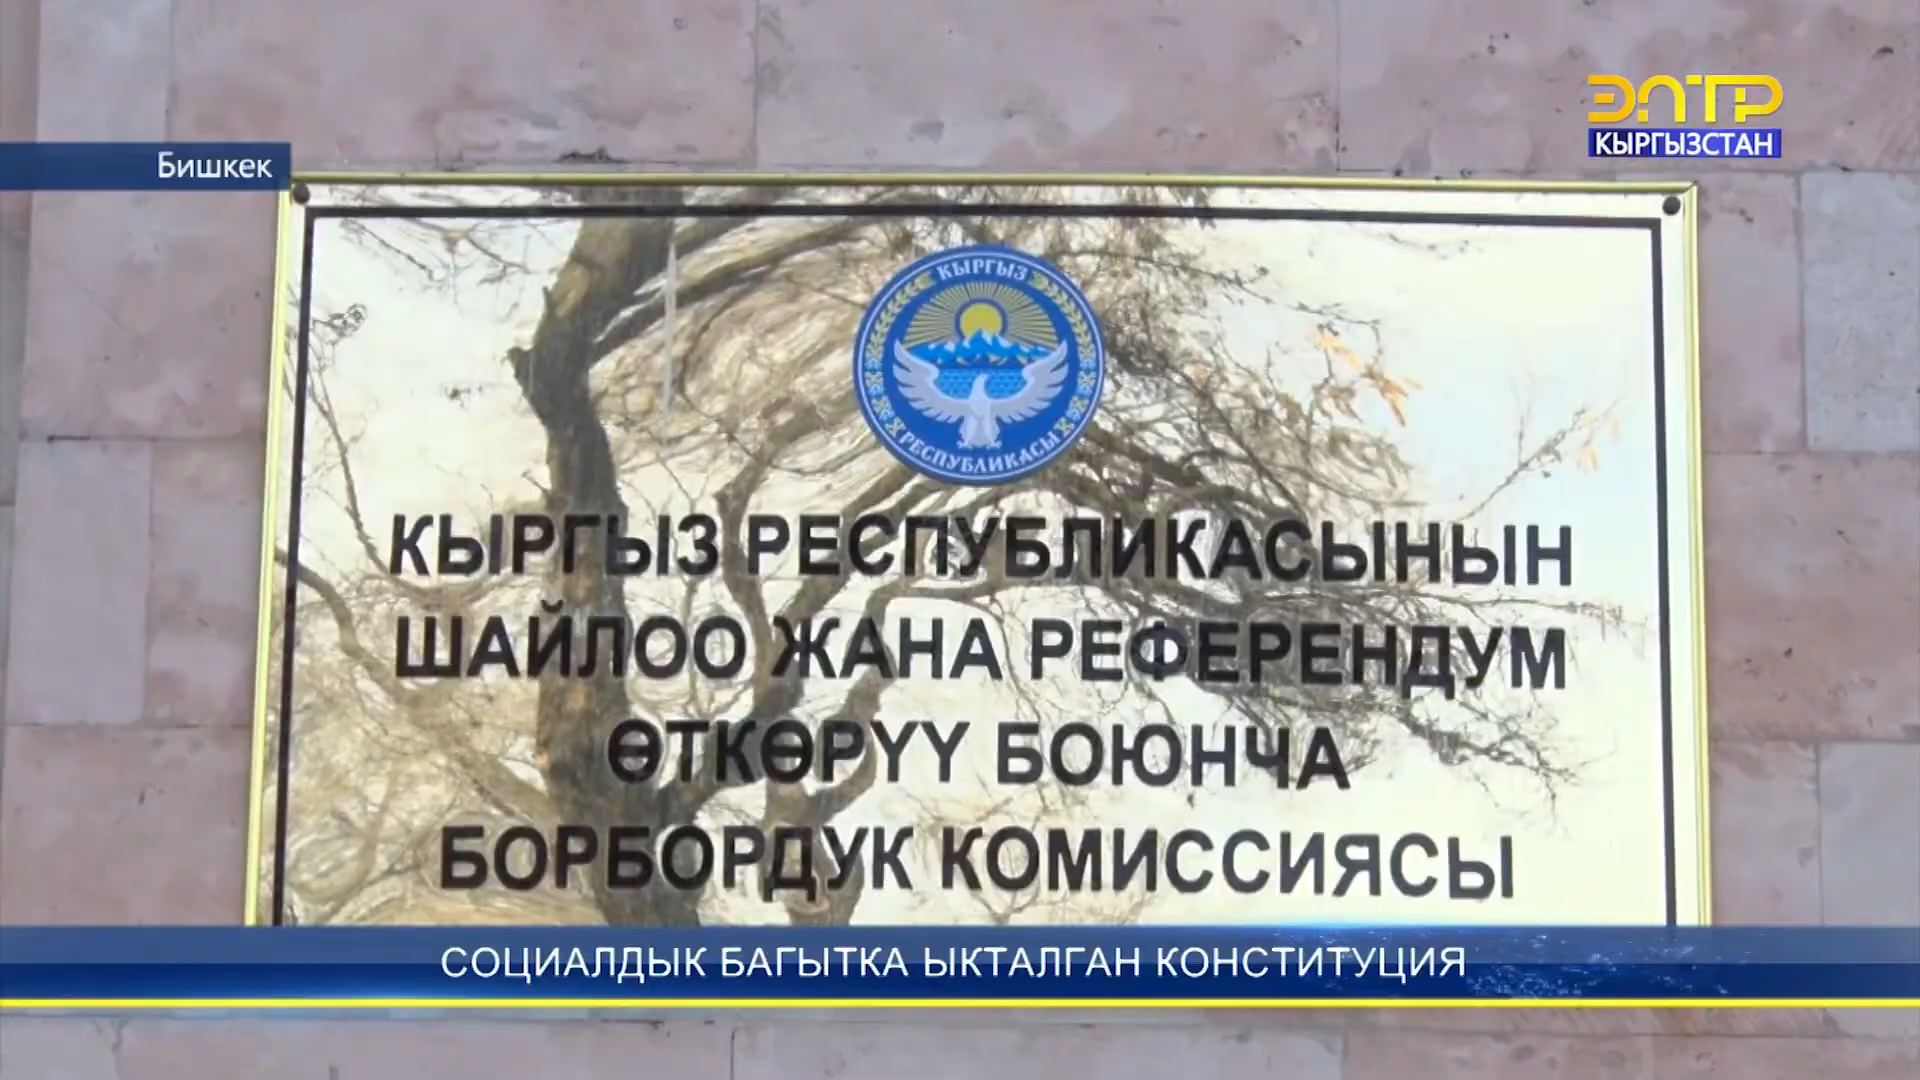 ЭЛТР
КЫРГЫЗСТАН
Бишкек
КЫРГЫЗ
РЕСПУБЛИКАСЫ
КЫРГЫЗ РЕСПУБЛИКАСЫНЫН
ШАЙЛОО ЖАНА РЕФЕРЕНДУМ
ӨТКӨРҮҮ БОЮНЧА
БОРБОРДУК КОМИССИЯСЫ
СОЦИАЛДЫК БАГЫТКА ЫКТАЛГАН КОНСТИТУЦИЯ